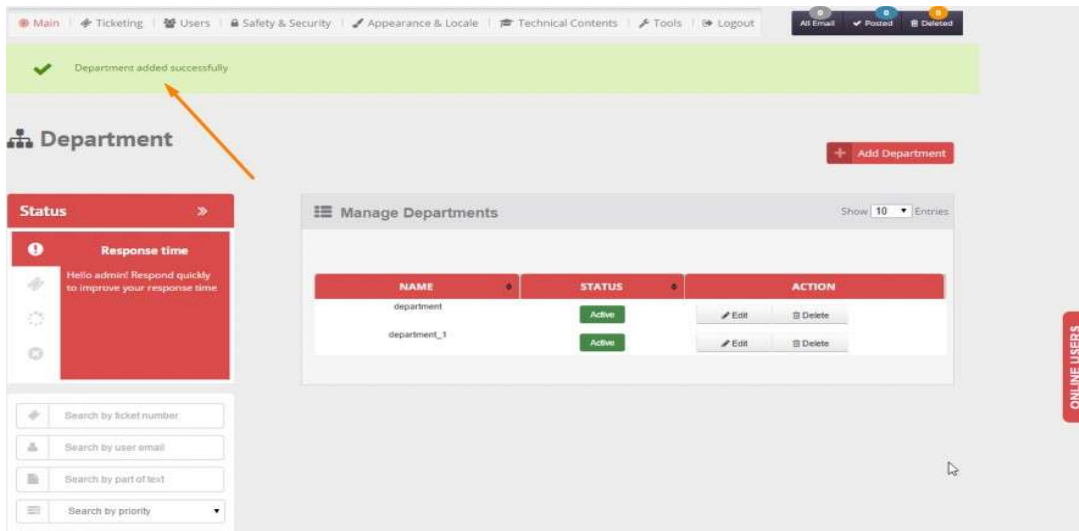 Main Ticketing Users Safety & Security Appearance & Locale Technical Contents Tools Logout
0 0 0
All Email Posted Deleted
Department added successfully
Department
Add Department
Status
Manage Departments
Show 10 Entries
Response time
Hello admin! Respond quickly
to improve your response time
NAME STATUS ACTION
department Active Edit Delete
department_1 Active Edit Delete
ONLINE USERS
Search by ticket number
Search by user email
Search by part of text
Search by priority